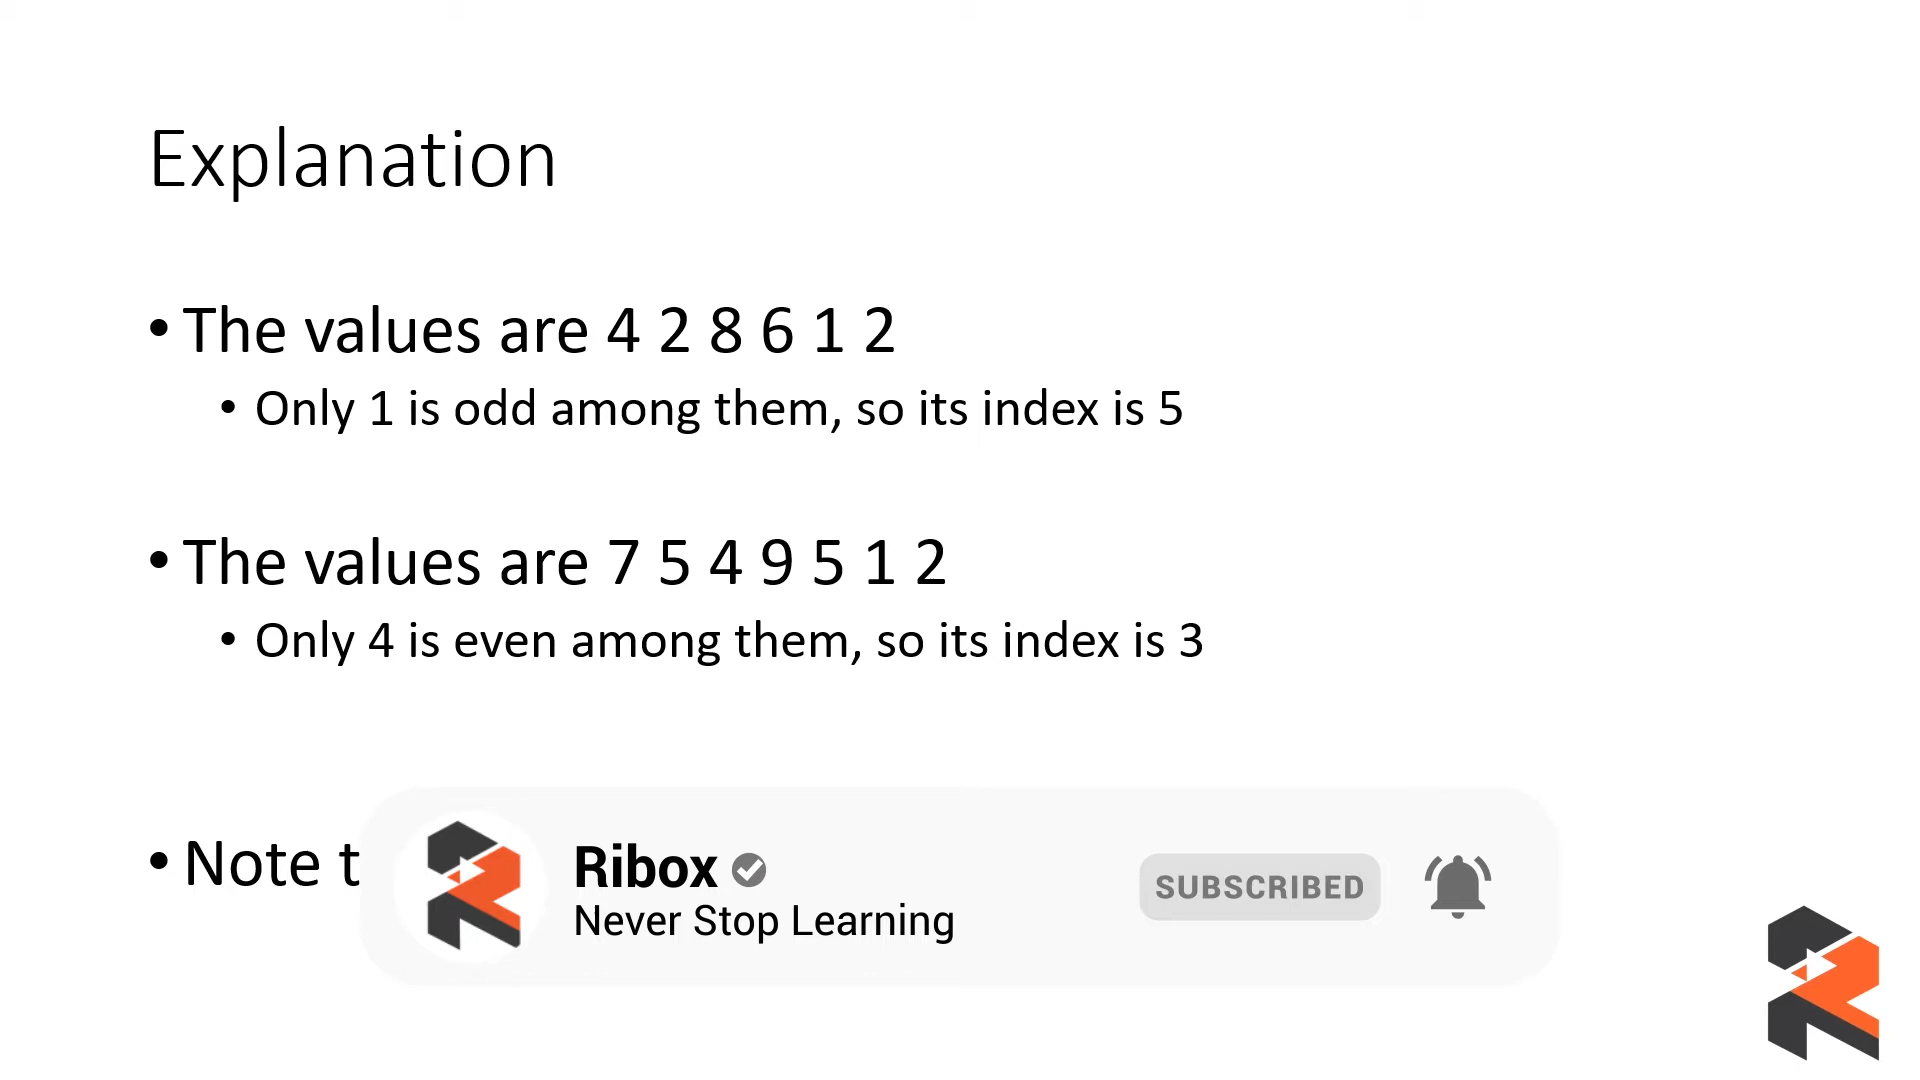 Explanation
• The values are 4 2 8 6 1 2
• Only 1 is odd among them, so its index is 5
• The values are 7 5 4 9 5 1 2
• Only 4 is even among them, so its index is 3
• Note t
Ribox
Never Stop Learning
SUBSCRIBED